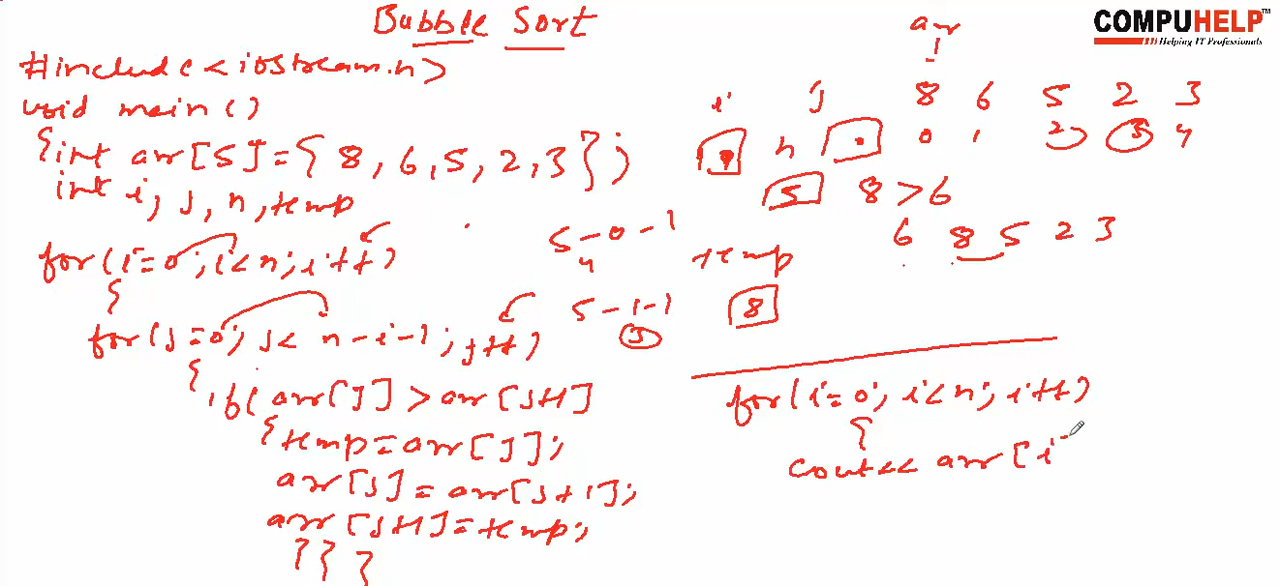 Bubble Sort
COMPUHELP™
Helping IT Professionals
#include<iostream.h>
void main()
{int arr[5]={8,6,5,2,3};
int i, j, n, temp
for(i=0;i<n;i++)
{
for(j=0;j< n-i-1;j++)
{
if( arr[j] > arr[j+1]
{temp=arr[j];
arr[j]=arr[j+1];
arr[j+1]=temp;
}}}
5-0-1
4
5-1-1
3
arr
i j 8 6 5 2 3
n 0 1 2 3 4
5 8>6
6 8 5 2 3
temp
8
for(i=0;i<n;i++)
{
cout<< arr[i